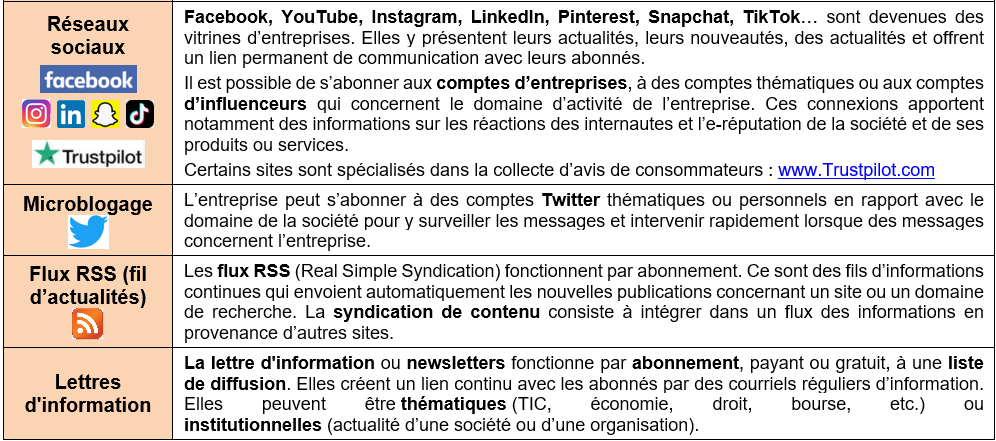 Réseaux
sociaux
facebook
Trustpilot
Facebook, YouTube, Instagram, LinkedIn, Pinterest, Snapchat, TikTok… sont devenues des
vitrines d’entreprises. Elles y présentent leurs actualités, leurs nouveautés, des actualités et offrent
un lien permanent de communication avec leurs abonnés.
Il est possible de s’abonner aux comptes d’entreprises, à des comptes thématiques ou aux comptes
d’influenceurs qui concernent le domaine d’activité de l’entreprise. Ces connexions apportent
notamment des informations sur les réactions des internautes et l’e-réputation de la société et de ses
produits ou services.
Certains sites sont spécialisés dans la collecte d’avis de consommateurs : www.Trustpilot.com
Microblogage
L’entreprise peut s’abonner à des comptes Twitter thématiques ou personnels en rapport avec le
domaine de la société pour y surveiller les messages et intervenir rapidement lorsque des messages
concernent l’entreprise.
Flux RSS (fil
d’actualités)
Les flux RSS (Real Simple Syndication) fonctionnent par abonnement. Ce sont des fils d’informations
continues qui envoient automatiquement les nouvelles publications concernant un site ou un domaine
de recherche. La syndication de contenu consiste à intégrer dans un flux des informations en
provenance d’autres sites.
Lettres
d'information
La lettre d'information ou newsletters fonctionne par abonnement, payant ou gratuit, à une liste
de diffusion. Elles créent un lien continu avec les abonnés par des courriels réguliers d’information.
Elles peuvent être thématiques (TIC, économie, droit, bourse, etc.) ou
institutionnelles (actualité d’une société ou d’une organisation).